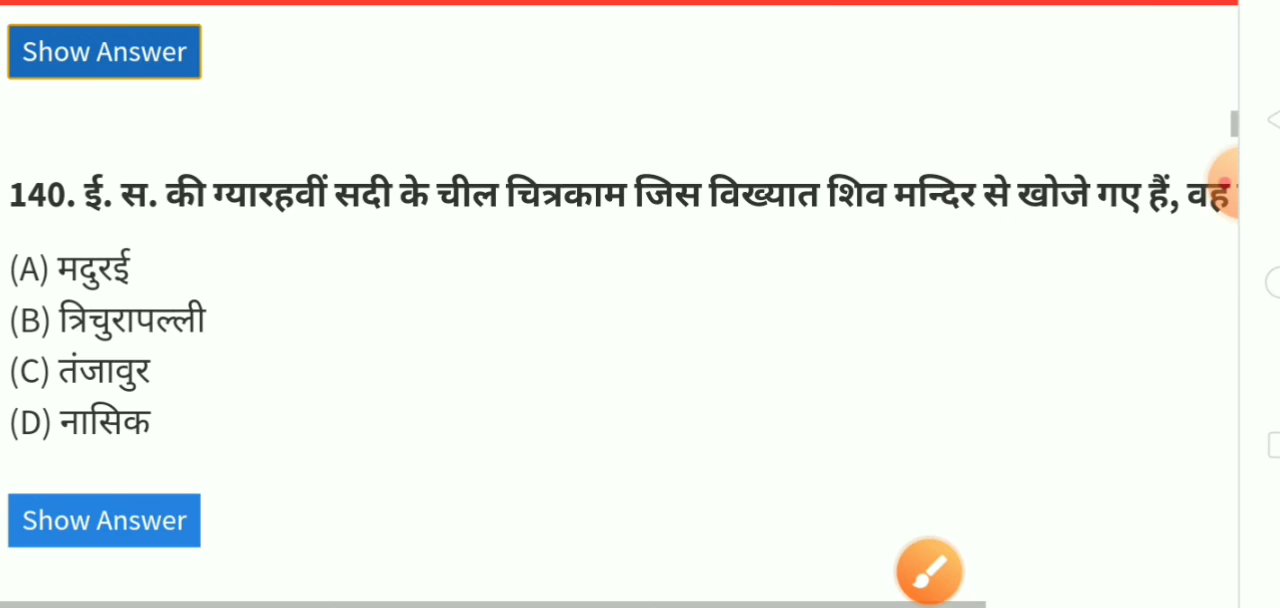 Show Answer
140. ई. स. की ग्यारहवीं सदी के चील चित्रकाम जिस विख्यात शिव मन्दिर से खोजे गए हैं, वह
(A) मदुरई
(B) त्रिचुरापल्ली
(C) तंजावुर
(D) नासिक
Show Answer